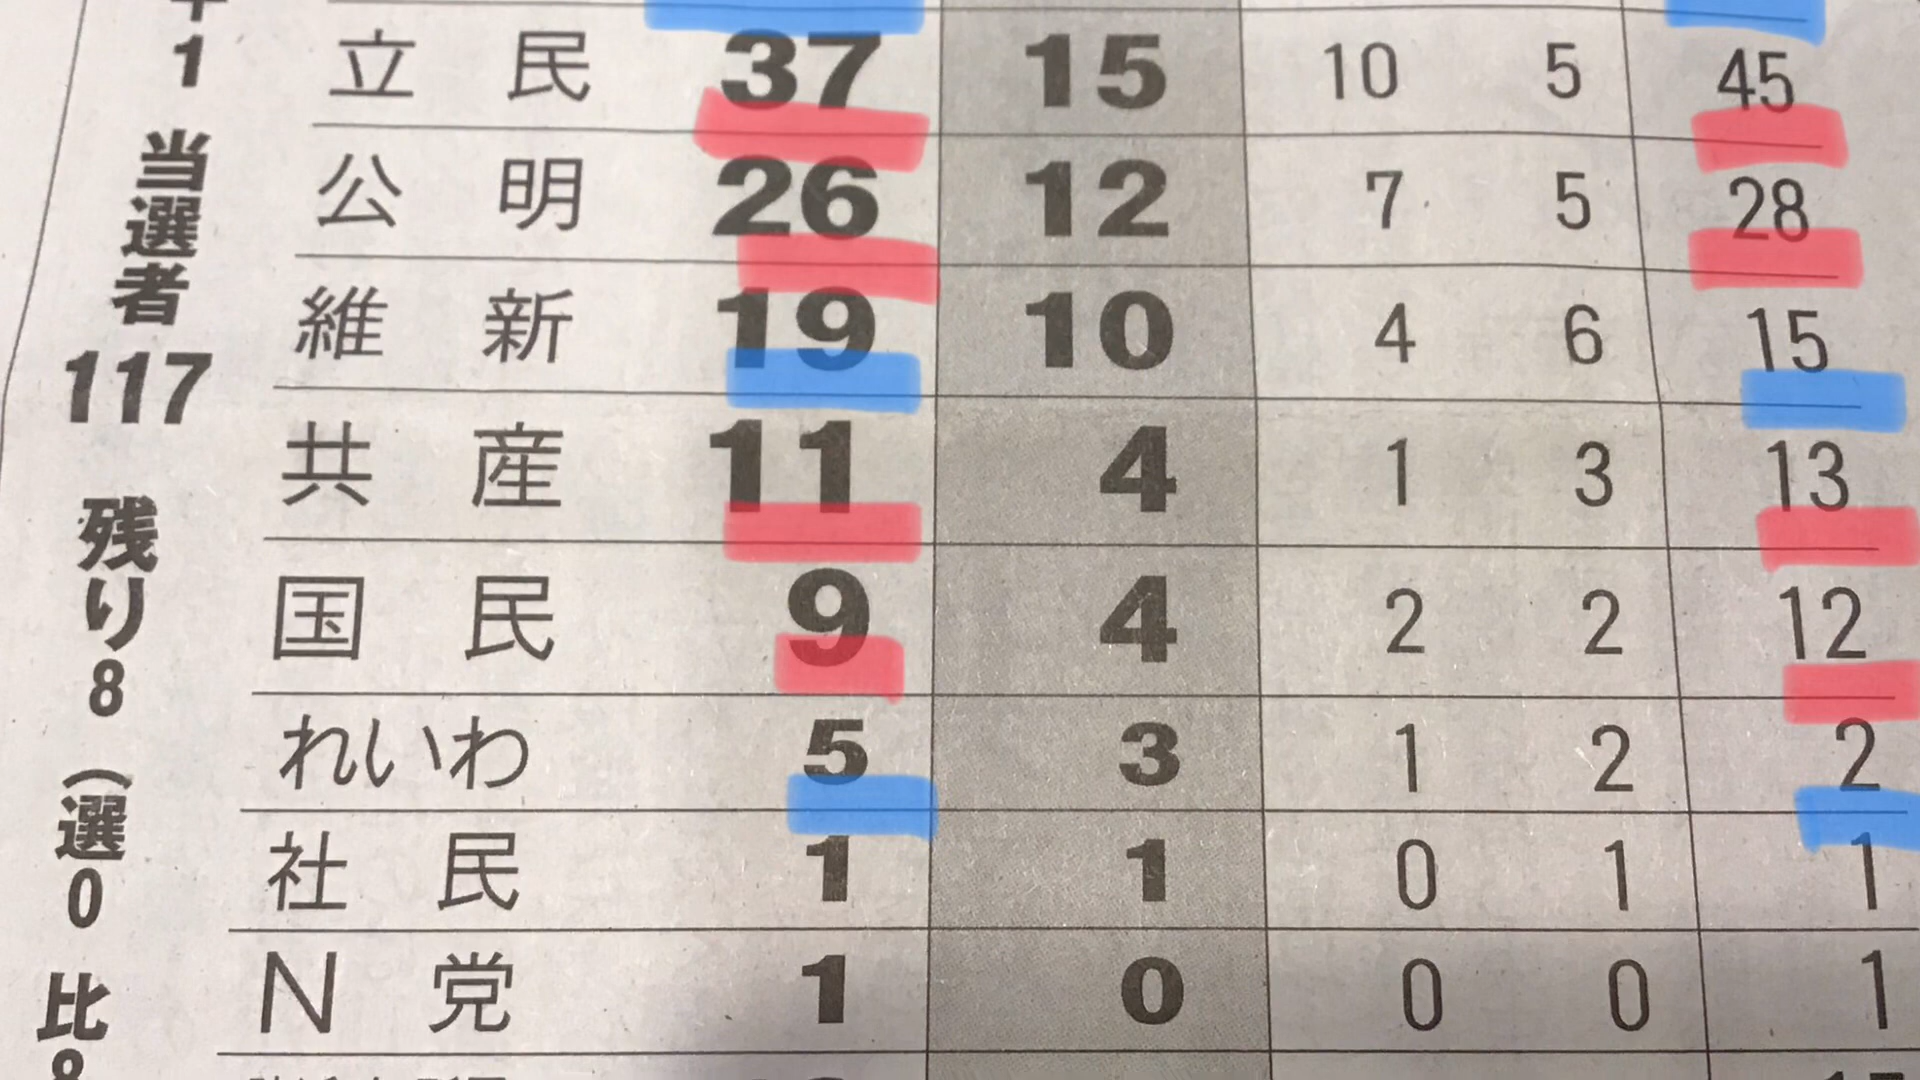 当選者 117 残り8(選0 比8
立民 37 15 10 5 45
公明 26 12 7 5 28
維新 19 10 4 6 15
共産 11 4 1 3 13
国民 9 4 2 2 12
れいわ 5 3 1 2 2
社民 1 1 0 1 1
N党 1 0 0 0 1